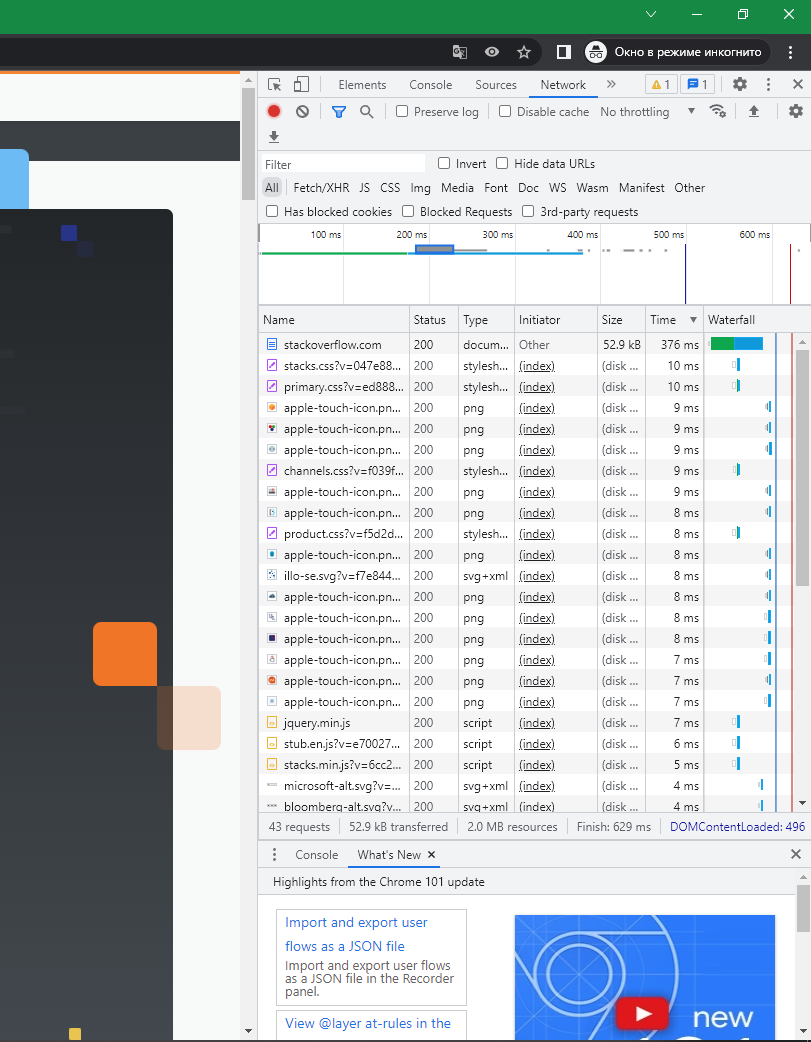 Окно в режиме инкогнито
Elements Console Sources Network » 1 1
Preserve log Disable cache No throttling
Filter Invert Hide data URLs
All Fetch/XHR JS CSS Img Media Font Doc WS Wasm Manifest Other
Has blocked cookies Blocked Requests 3rd-party requests
100 ms 200 ms 300 ms 400 ms 500 ms 600 ms
Name Status Type Initiator Size Time Waterfall
stackoverflow.com 200 docum... Other 52.9 kB 376 ms
stacks.css?v=047e88... 200 stylesh... (index) (disk ... 10 ms
primary.css?v=ed888... 200 stylesh... (index) (disk ... 10 ms
apple-touch-icon.pn... 200 png (index) (disk ... 9 ms
apple-touch-icon.pn... 200 png (index) (disk ... 9 ms
apple-touch-icon.pn... 200 png (index) (disk ... 9 ms
channels.css?v=f039f... 200 stylesh... (index) (disk ... 9 ms
apple-touch-icon.pn... 200 png (index) (disk ... 9 ms
apple-touch-icon.pn... 200 png (index) (disk ... 8 ms
product.css?v=f5d2d... 200 stylesh... (index) (disk ... 8 ms
apple-touch-icon.pn... 200 png (index) (disk ... 8 ms
illo-se.svg?v=f7e844... 200 svg+xml (index) (disk ... 8 ms
apple-touch-icon.pn... 200 png (index) (disk ... 8 ms
apple-touch-icon.pn... 200 png (index) (disk ... 8 ms
apple-touch-icon.pn... 200 png (index) (disk ... 8 ms
apple-touch-icon.pn... 200 png (index) (disk ... 7 ms
apple-touch-icon.pn... 200 png (index) (disk ... 7 ms
apple-touch-icon.pn... 200 png (index) (disk ... 7 ms
jquery.min.js 200 script (index) (disk ... 7 ms
stub.en.js?v=e70027... 200 script (index) (disk ... 6 ms
stacks.min.js?v=6cc2... 200 script (index) (disk ... 5 ms
microsoft-alt.svg?v=... 200 svg+xml (index) (disk ... 4 ms
bloomberg-alt.svg?v... 200 svg+xml (index) (disk ... 4 ms
43 requests 52.9 kB transferred 2.0 MB resources Finish: 629 ms DOMContentLoaded: 496
Console What's New
Highlights from the Chrome 101 update
Import and export user
flows as a JSON file
Import and export user flows
as a JSON file in the Recorder
panel.
View @layer at-rules in the
new